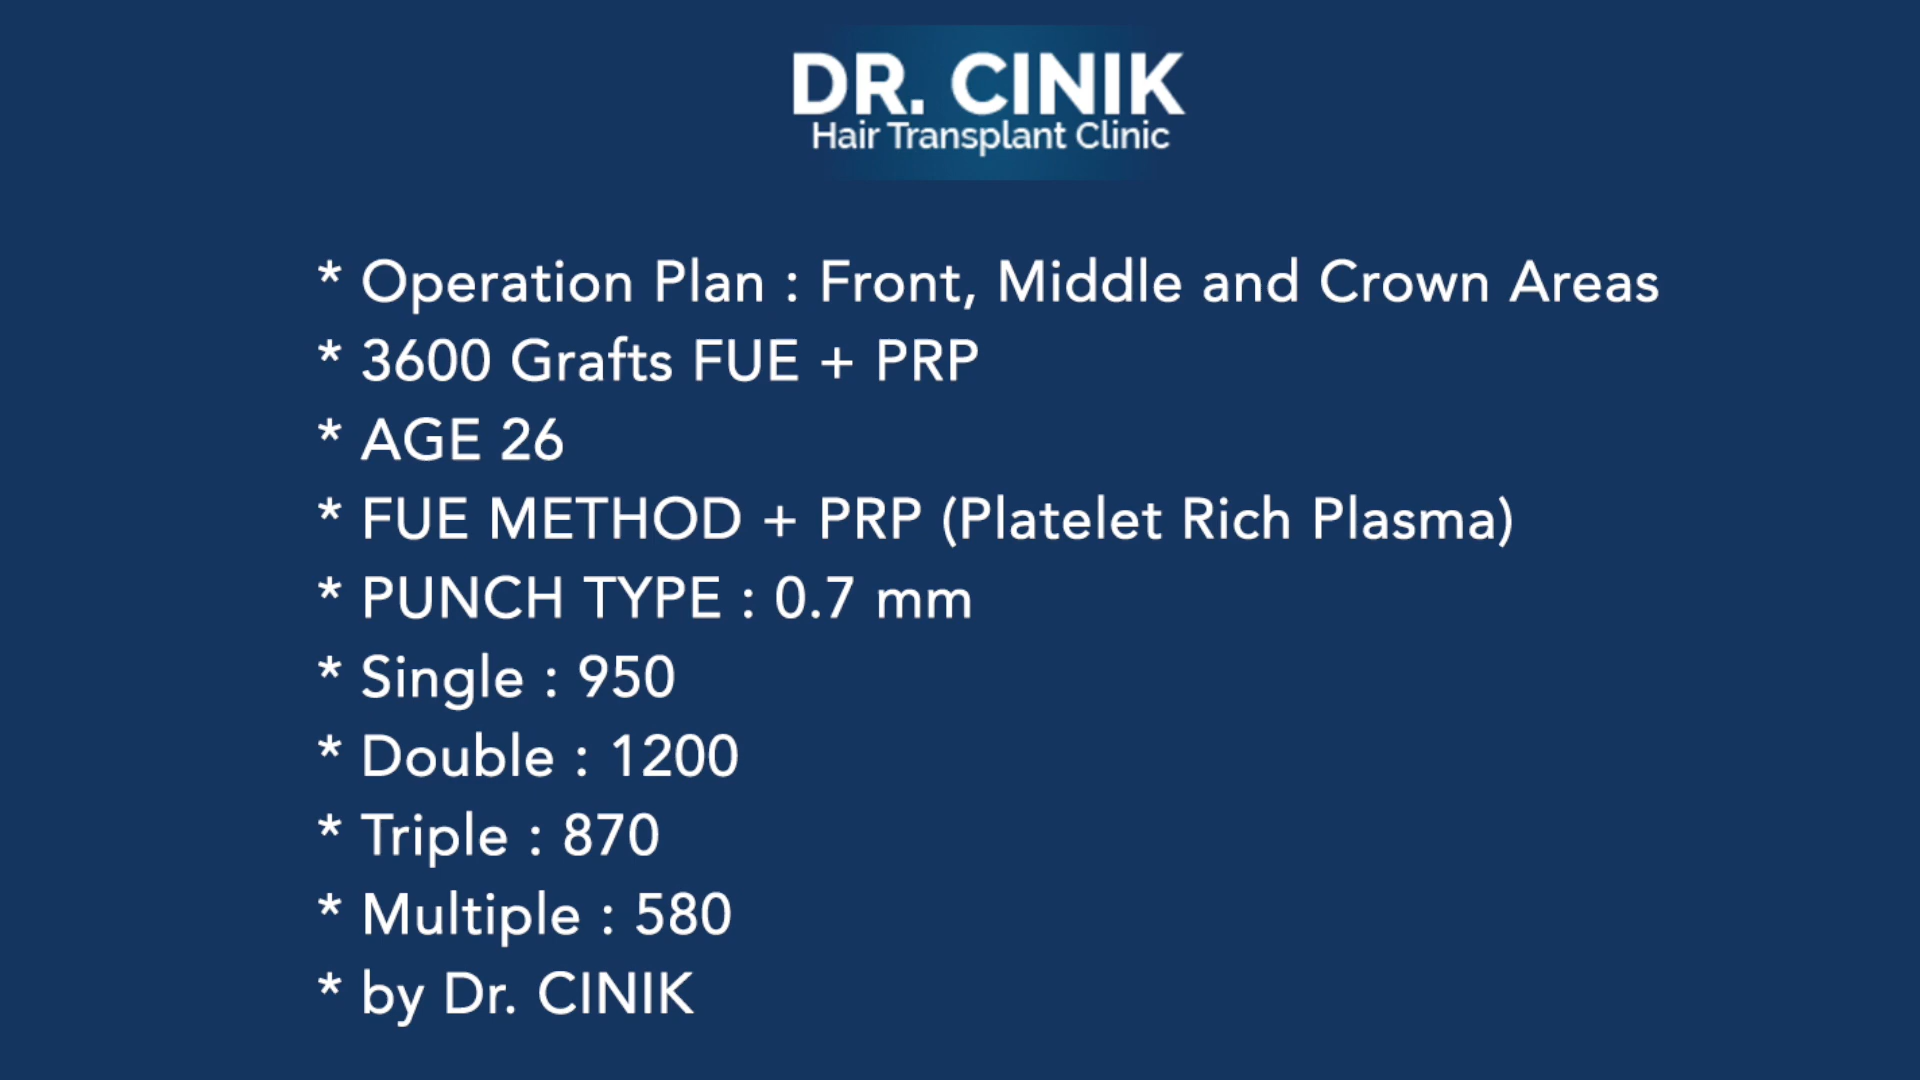 DR. CINIK
Hair Transplant Clinic
* Operation Plan : Front, Middle and Crown Areas
* 3600 Grafts FUE + PRP
* AGE 26
* FUE METHOD + PRP (Platelet Rich Plasma)
* PUNCH TYPE : 0.7 mm
* Single : 950
* Double : 1200
* Triple : 870
* Multiple : 580
* by Dr. CINIK